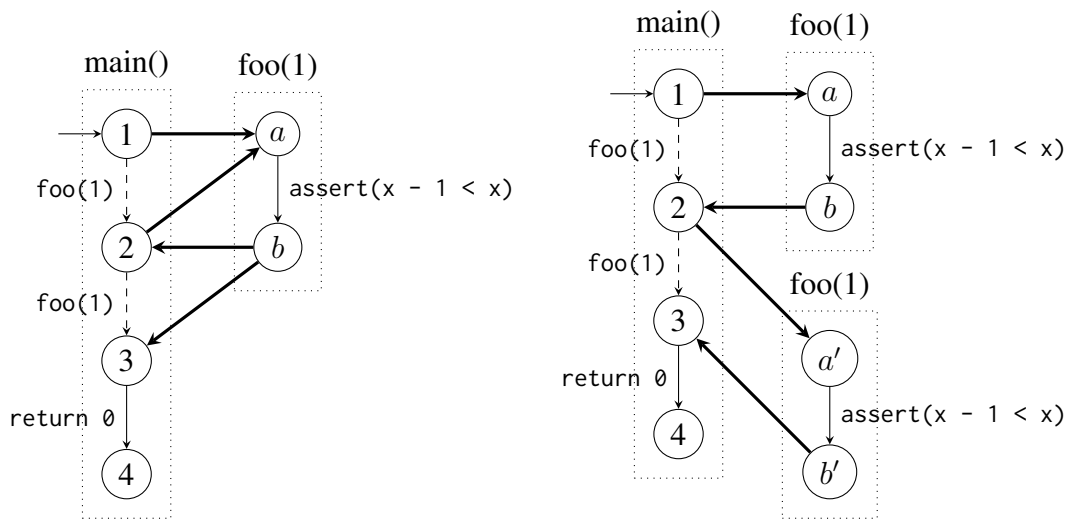 main()
foo(1)
1
a
foo(1)
assert(x - 1 < x)
2
b
foo(1)
3
return 0
4
main()
foo(1)
1
a
foo(1)
assert(x - 1 < x)
2
b
foo(1)
foo(1)
3
a′
return 0
assert(x - 1 < x)
4
b′